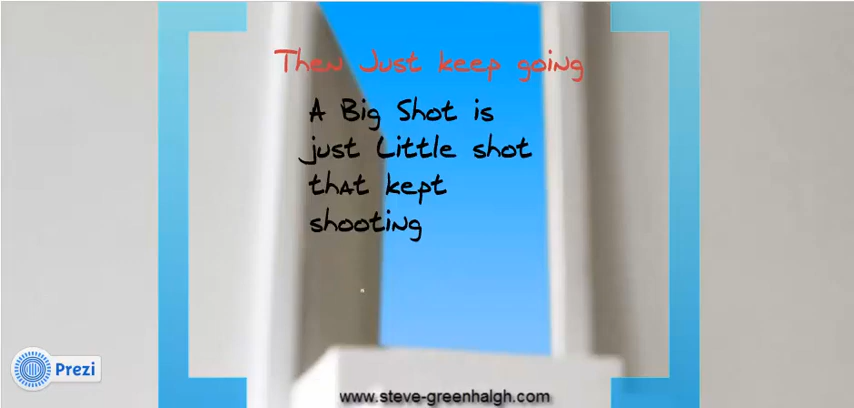 Then Just keep going
A Big Shot is
just Little shot
that kept
shooting
Prezi
www.steve-greenhalgh.com